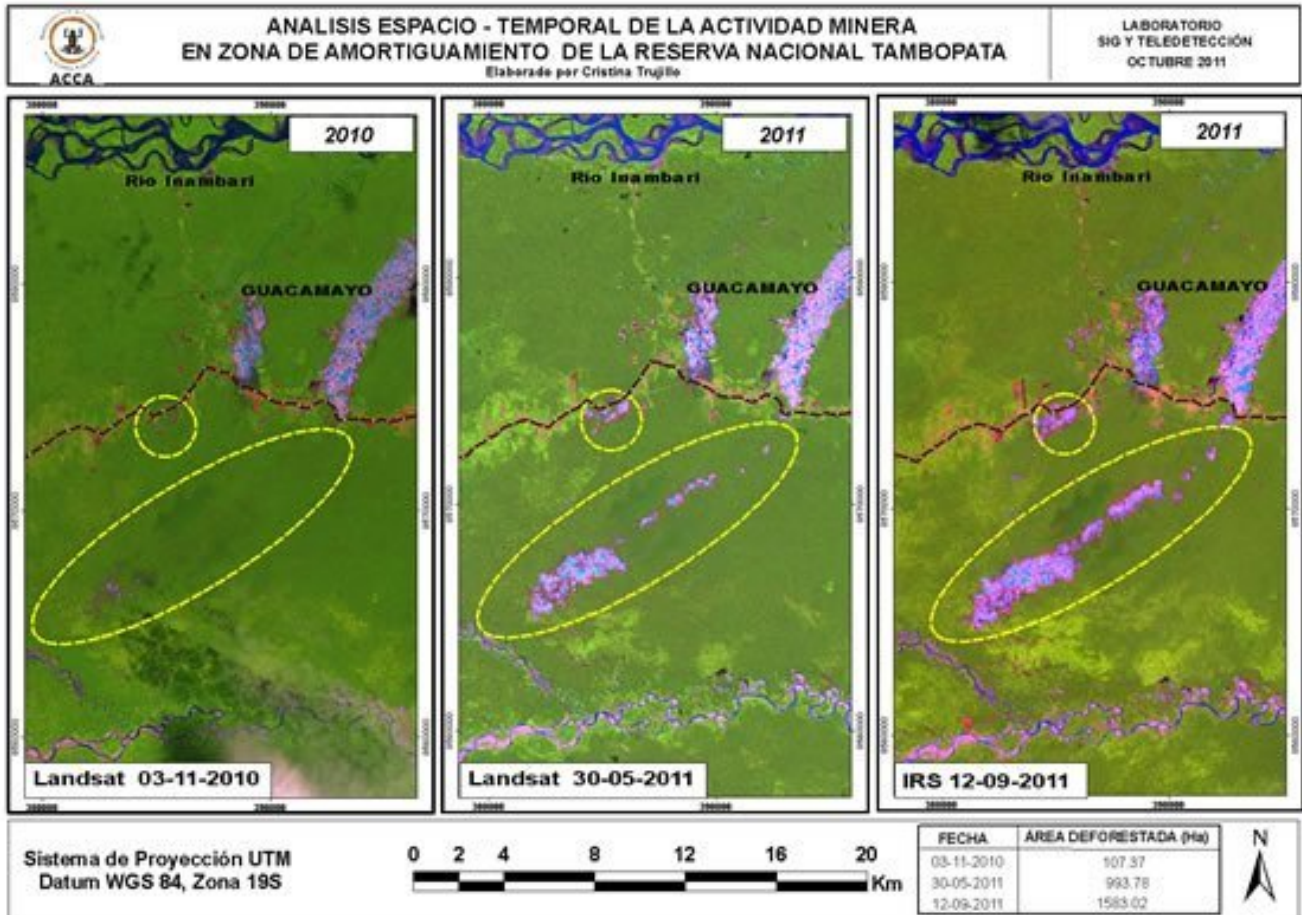 ACCA
ANALISIS ESPACIO - TEMPORAL DE LA ACTIVIDAD MINERA
EN ZONA DE AMORTIGUAMIENTO DE LA RESERVA NACIONAL TAMBOPATA
Elaborado por Cristina Trujillo
LABORATORIO
SIG Y TELEDETECCIÓN
OCTUBRE 2011
2010
Rio Inambari
GUACAMAYO
Landsat 03-11-2010
2011
Rio Inambari
GUACAMAYO
Landsat 30-05-2011
2011
Rio Inambari
GUACAMAYO
IRS 12-09-2011
Sistema de Proyección UTM
Datum WGS 84, Zona 19S
0 2 4 8 12 16 20
Km
FECHA ÁREA DEFORESTADA (Ha)
03-11-2010 107.37
30-05-2011 993.78
12-09-2011 1583.02
N